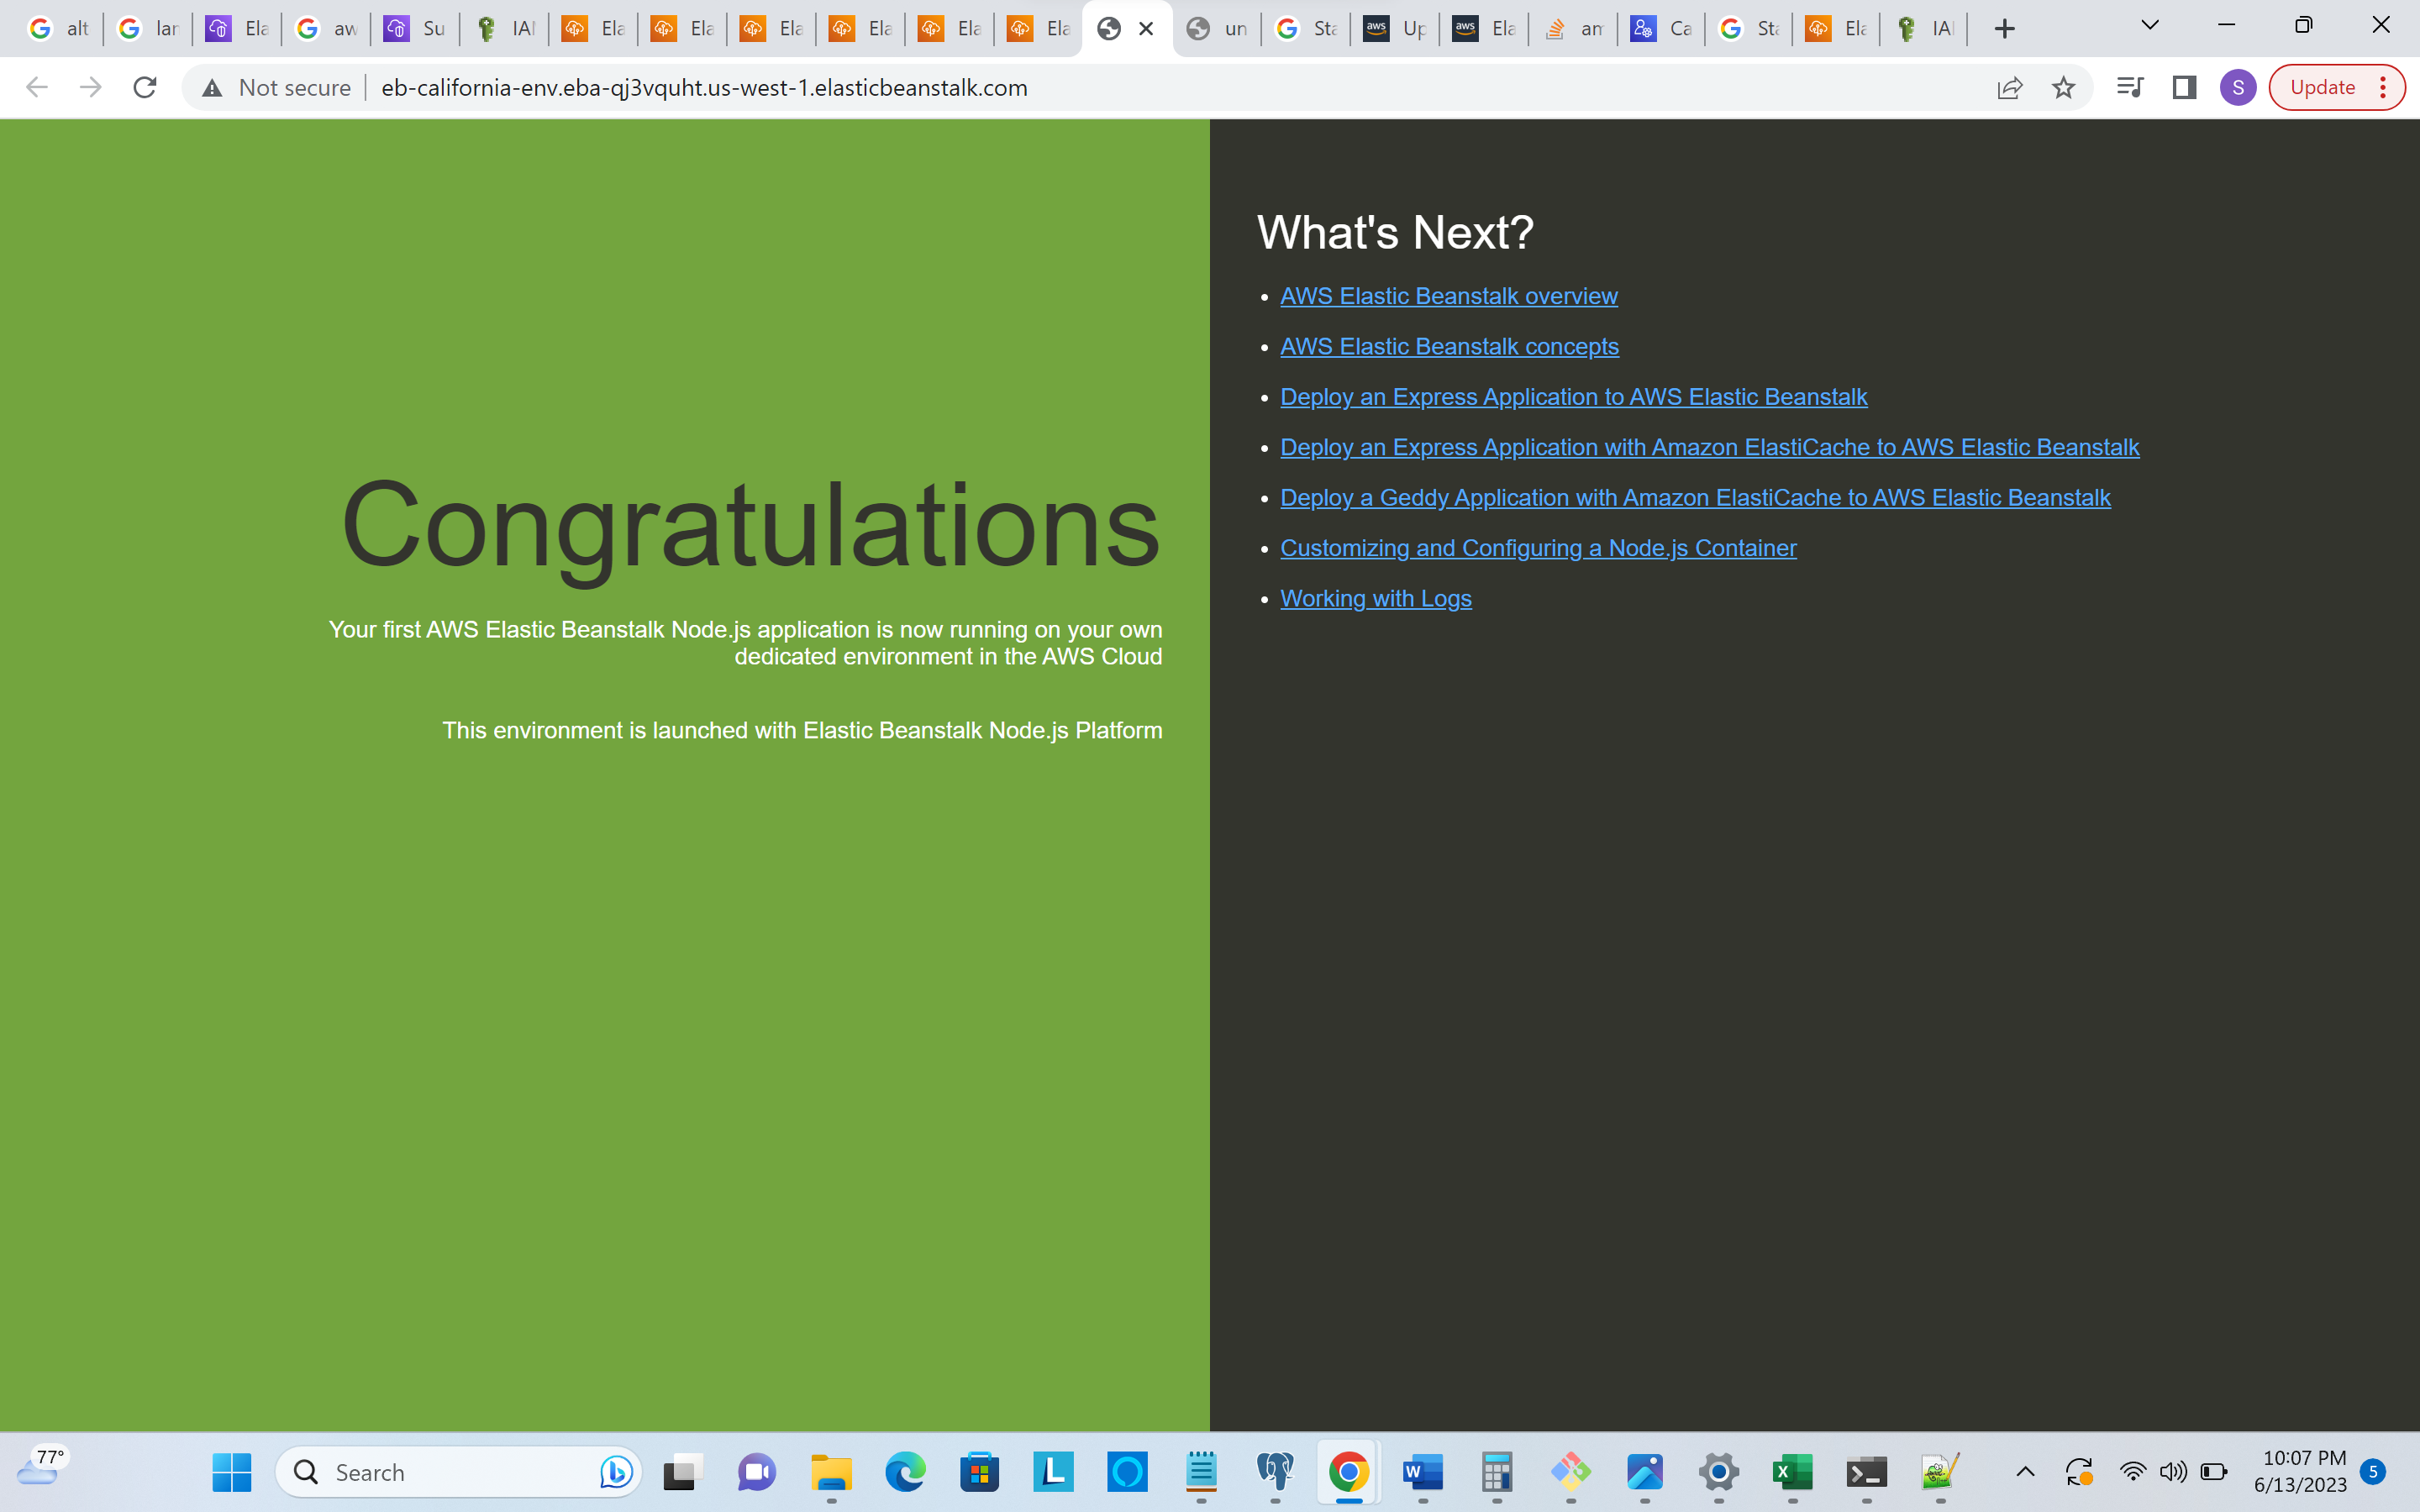 alt
lar
Ela
aw
Su
IAI
Ela
Ela
Ela
Ela
Ela
Ela
un
Sta
aws
Up
aws
Ela
am
Ca
Sta
Ela
IAI
Not secure
eb-california-env.eba-qj3vquht.us-west-1.elasticbeanstalk.com
S
Update
Congratulations
Your first AWS Elastic Beanstalk Node.js application is now running on your own
dedicated environment in the AWS Cloud
This environment is launched with Elastic Beanstalk Node.js Platform
What's Next?
• AWS Elastic Beanstalk overview
• AWS Elastic Beanstalk concepts
• Deploy an Express Application to AWS Elastic Beanstalk
• Deploy an Express Application with Amazon ElastiCache to AWS Elastic Beanstalk
• Deploy a Geddy Application with Amazon ElastiCache to AWS Elastic Beanstalk
• Customizing and Configuring a Node.js Container
• Working with Logs
77°
Search
L
W
X
10:07 PM
6/13/2023
5